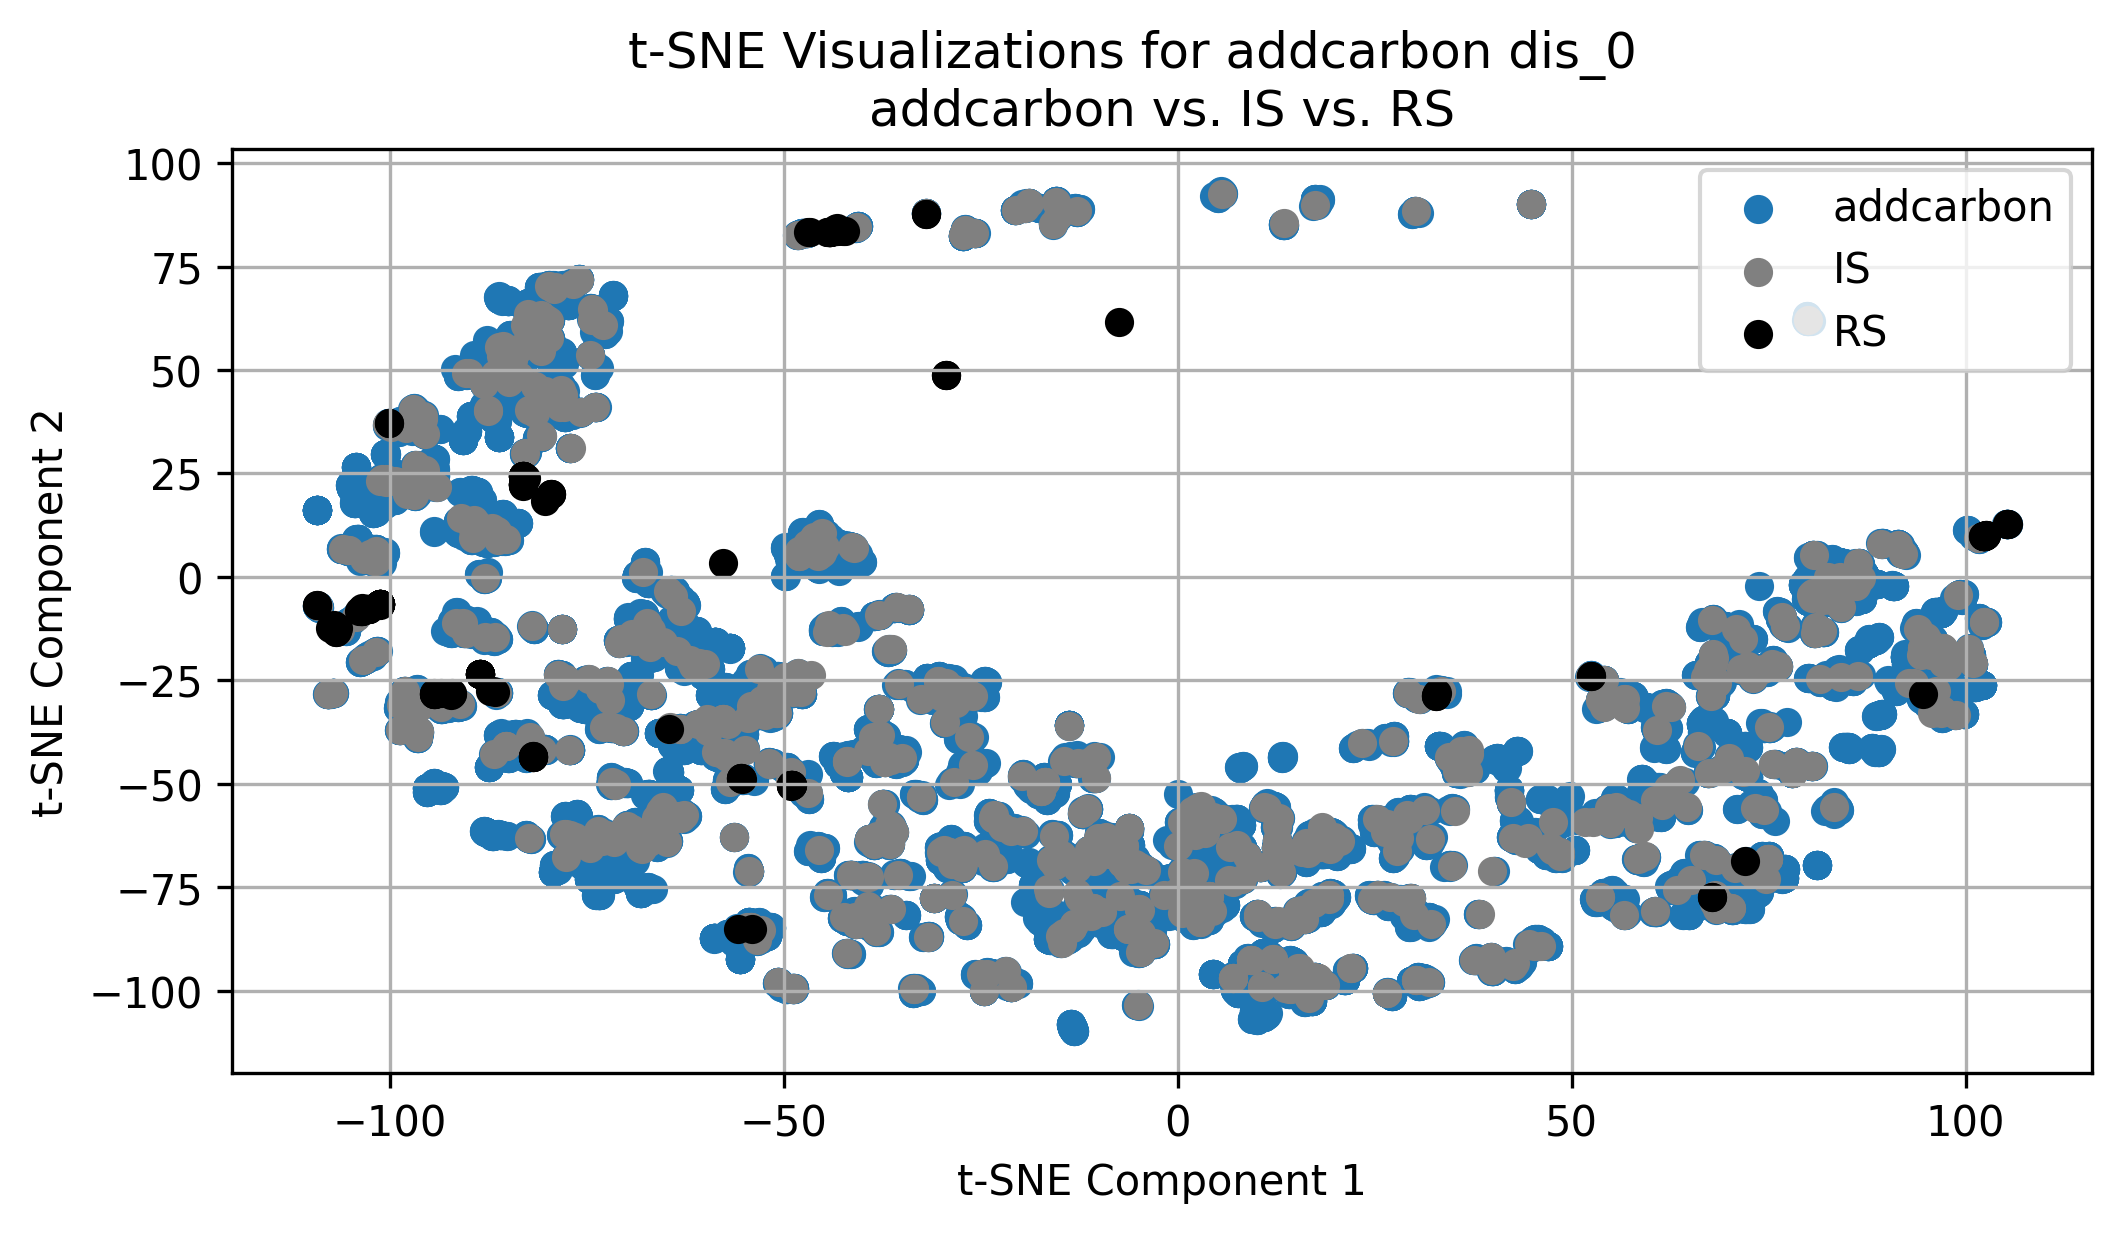 t-SNE Visualizations for addcarbon dis_0
addcarbon vs. IS vs. RS
addcarbon
IS
RS
t-SNE Component 2
100
75
50
25
0
−25
−50
−75
−100
−100
−50
0
50
100
t-SNE Component 1